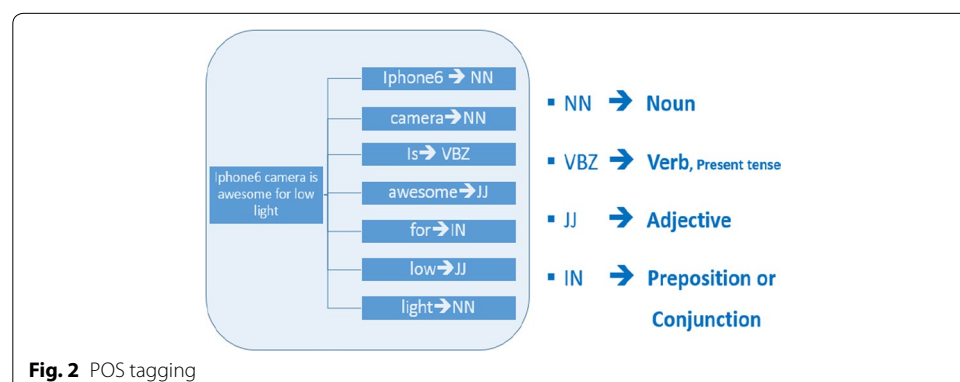 Iphone6 camera is
awesome for low
light
Iphone6 ➔ NN
camera➔NN
Is➔ VBZ
awesome➔JJ
for➔IN
low➔JJ
light➔NN
▪ NN ➔ Noun
▪ VBZ ➔ Verb, Present tense
▪ JJ ➔ Adjective
▪ IN ➔ Preposition or
Conjunction
Fig. 2 POS tagging